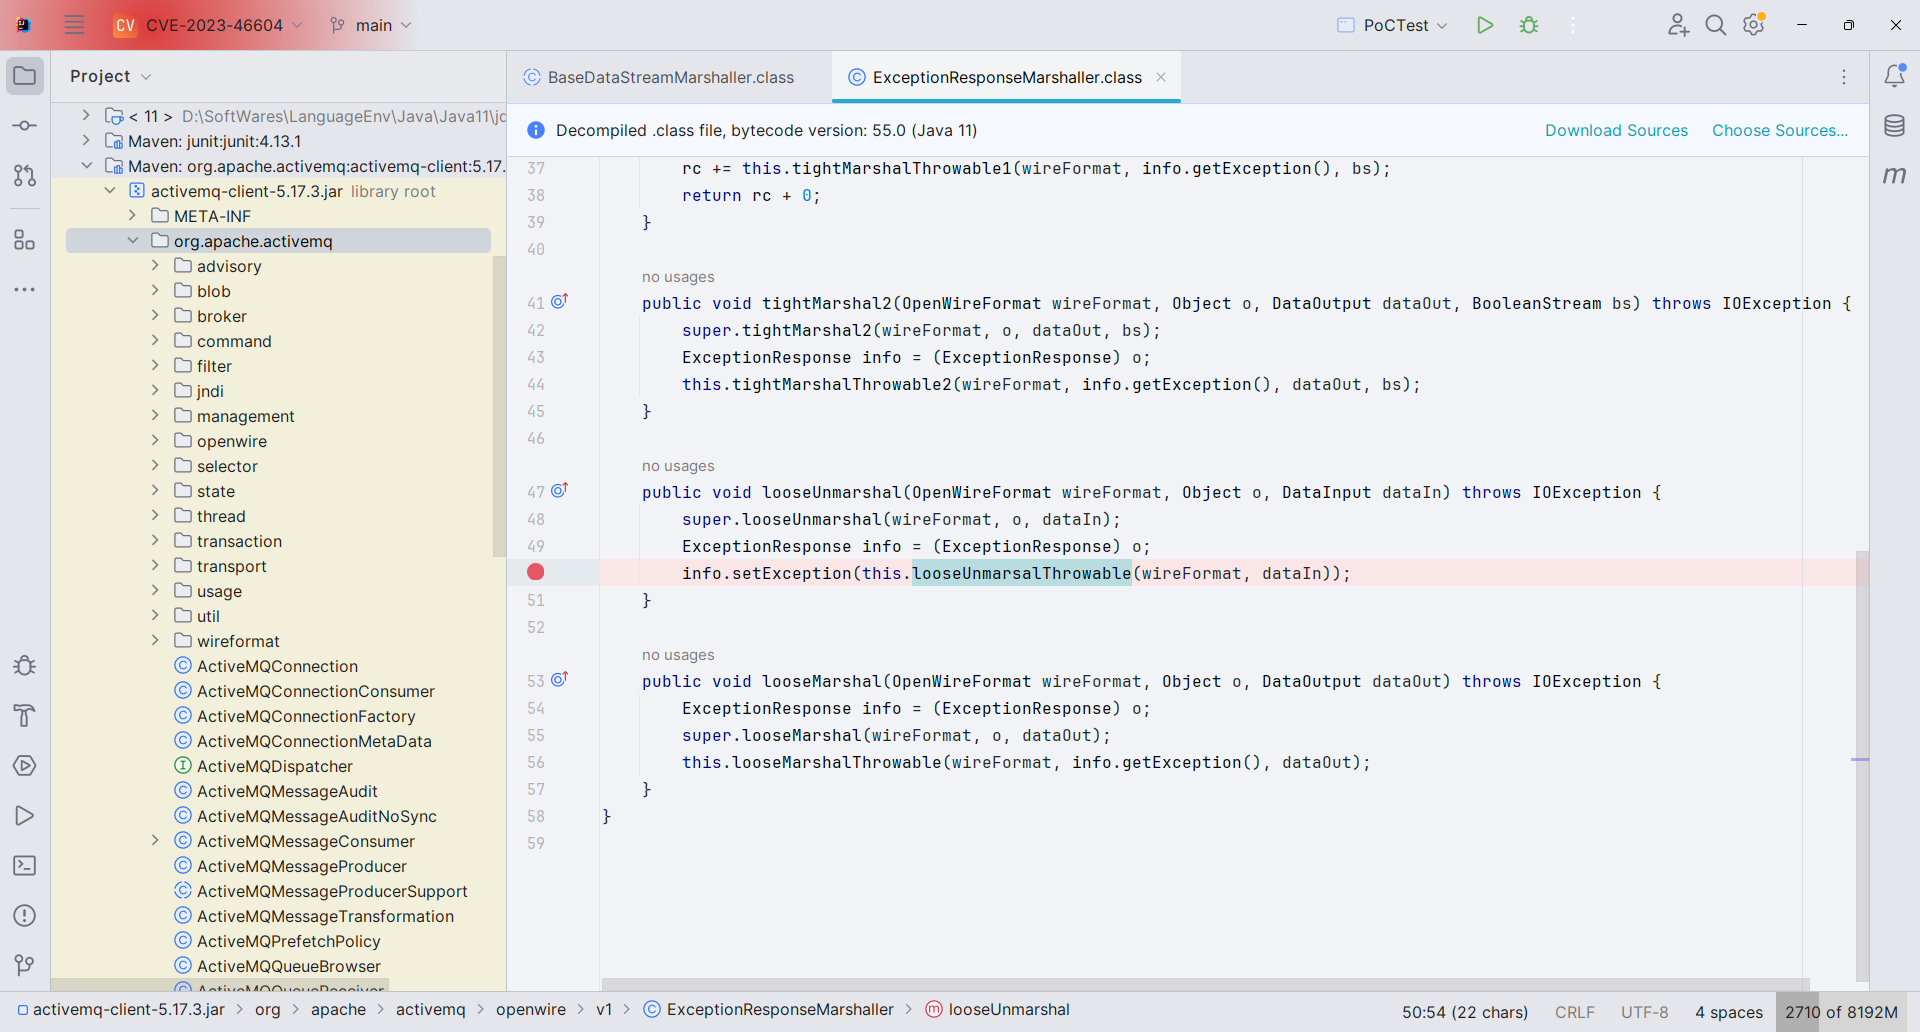 CV CVE-2023-46604 main PoCTest
Project
BaseDataStreamMarshaller.class ExceptionResponseMarshaller.class
Decompiled .class file, bytecode version: 55.0 (Java 11) Download Sources Choose Sources...
< 11 > D:\SoftWares\LanguageEnv\Java\Java11\jc
Maven: junit:junit:4.13.1
Maven: org.apache.activemq:activemq-client:5.17.
activemq-client-5.17.3.jar library root
META-INF
org.apache.activemq
advisory
blob
broker
command
filter
jndi
management
openwire
selector
state
thread
transaction
transport
usage
util
wireformat
ActiveMQConnection
ActiveMQConnectionConsumer
ActiveMQConnectionFactory
ActiveMQConnectionMetaData
ActiveMQDispatcher
ActiveMQMessageAudit
ActiveMQMessageAuditNoSync
ActiveMQMessageConsumer
ActiveMQMessageProducer
ActiveMQMessageProducerSupport
ActiveMQMessageTransformation
ActiveMQPrefetchPolicy
ActiveMQQueueBrowser
ActiveMQQueueReceiver
37 rc += this.tightMarshalThrowable1(wireFormat, info.getException(), bs);
38 return rc + 0;
39 }
40
no usages
41 public void tightMarshal2(OpenWireFormat wireFormat, Object o, DataOutput dataOut, BooleanStream bs) throws IOException {
42 super.tightMarshal2(wireFormat, o, dataOut, bs);
43 ExceptionResponse info = (ExceptionResponse) o;
44 this.tightMarshalThrowable2(wireFormat, info.getException(), dataOut, bs);
45 }
46
no usages
47 public void looseUnmarshal(OpenWireFormat wireFormat, Object o, DataInput dataIn) throws IOException {
48 super.looseUnmarshal(wireFormat, o, dataIn);
49 ExceptionResponse info = (ExceptionResponse) o;
info.setException(this.looseUnmarsalThrowable(wireFormat, dataIn));
51 }
52
no usages
53 public void looseMarshal(OpenWireFormat wireFormat, Object o, DataOutput dataOut) throws IOException {
54 ExceptionResponse info = (ExceptionResponse) o;
55 super.looseMarshal(wireFormat, o, dataOut);
56 this.looseMarshalThrowable(wireFormat, info.getException(), dataOut);
57 }
58 }
59
activemq-client-5.17.3.jar > org > apache > activemq > openwire > v1 > ExceptionResponseMarshaller > looseUnmarshal 50:54 (22 chars) CRLF UTF-8 4 spaces 2710 of 8192M